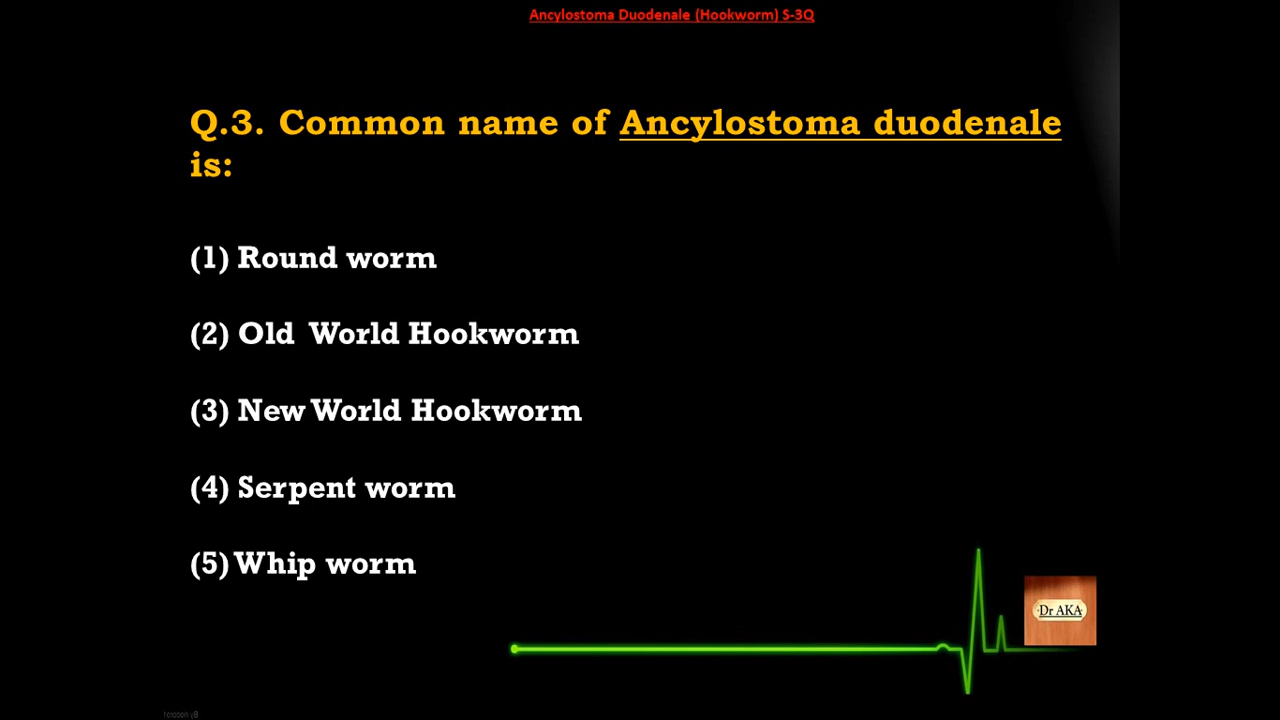 Ancylostoma Duodenale (Hookworm) S-3Q
Q.3. Common name of Ancylostoma duodenale
is:
(1) Round worm
(2) Old World Hookworm
(3) New World Hookworm
(4) Serpent worm
(5) Whip worm
Dr AKA